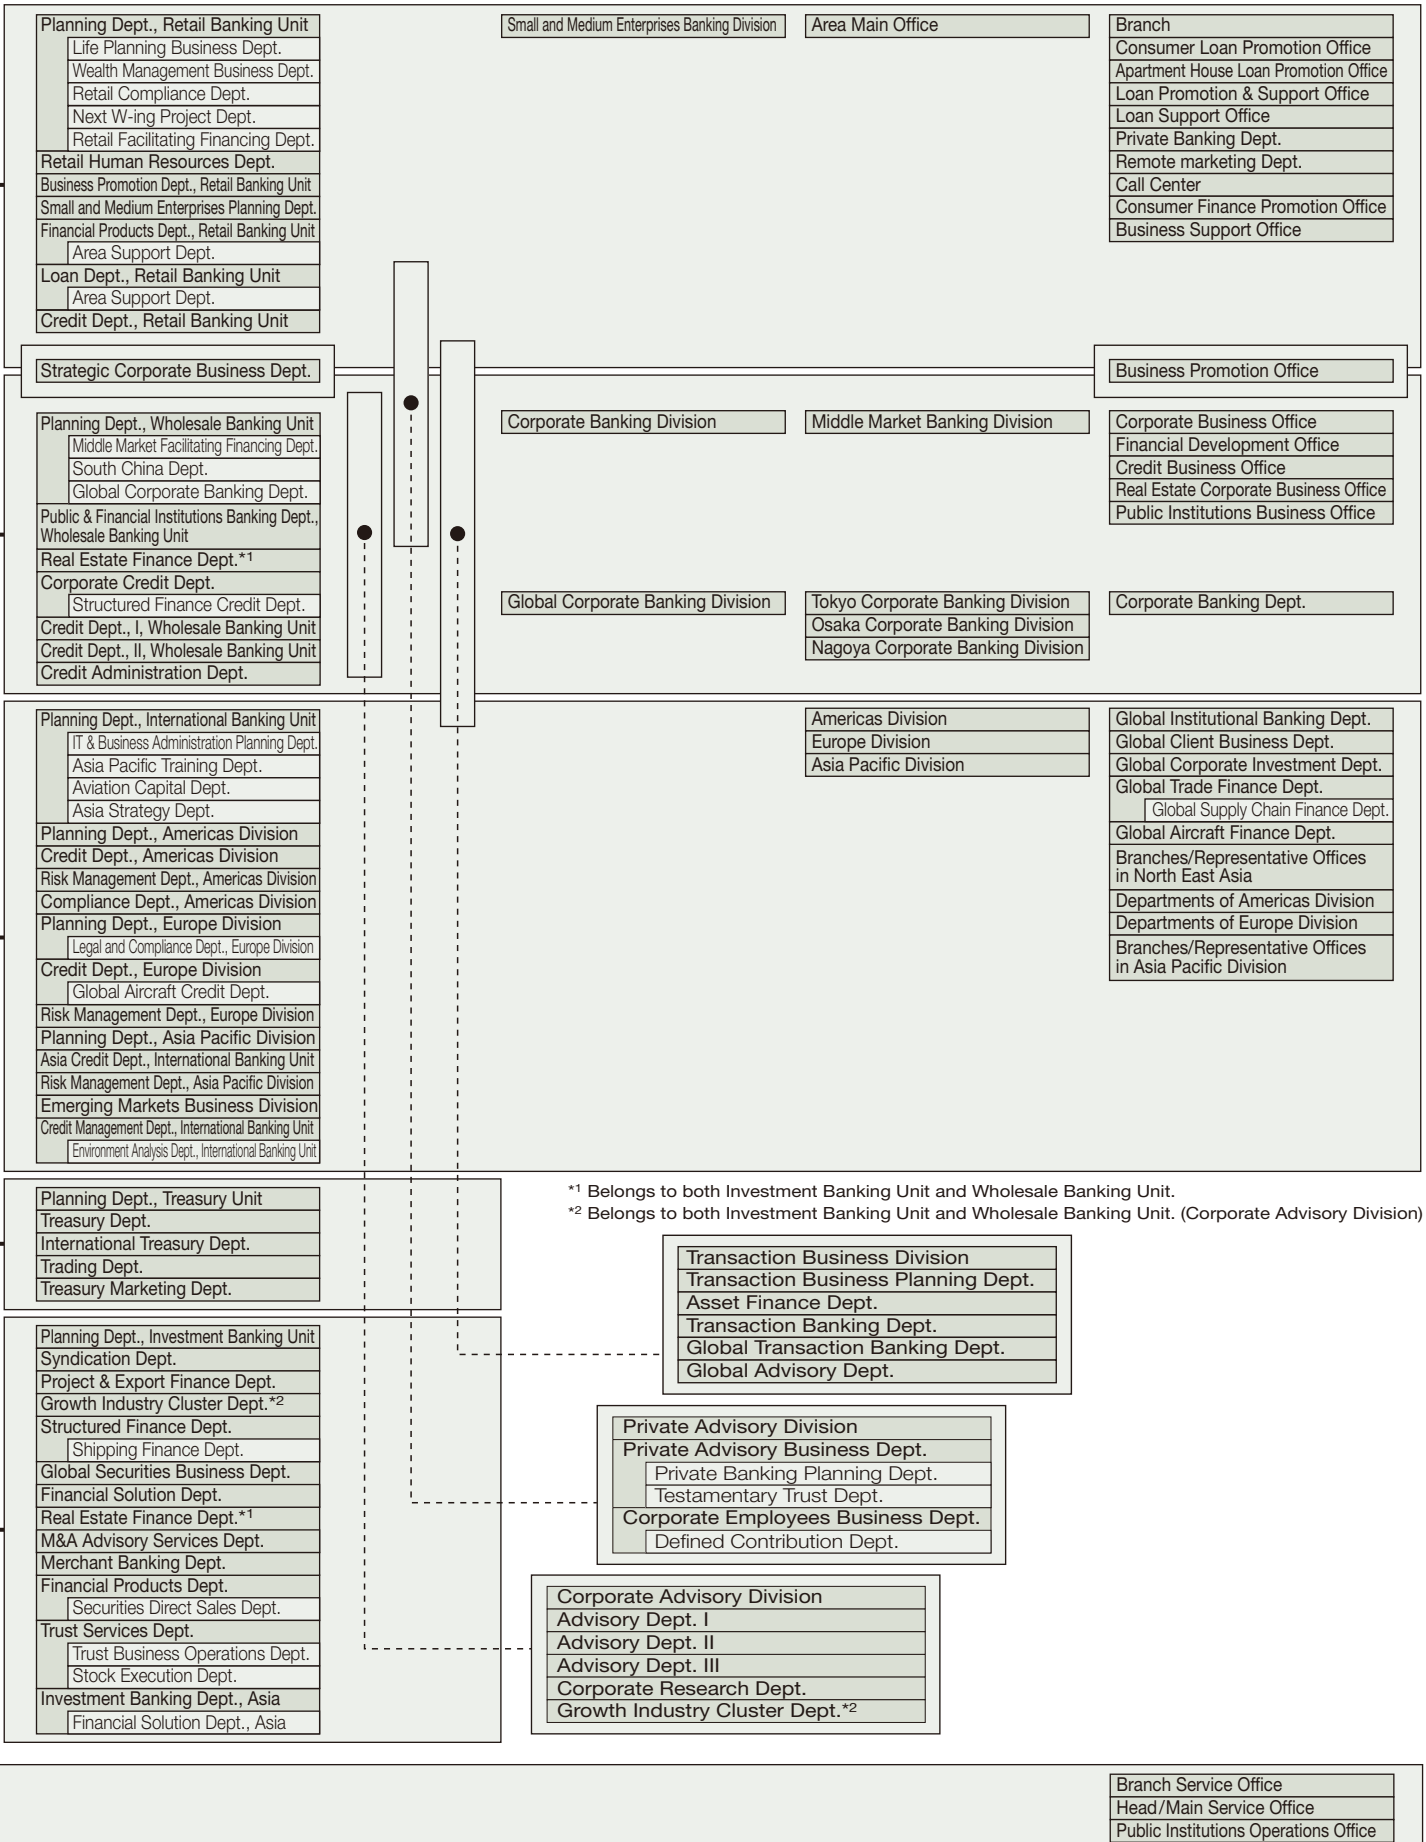 Planning Dept., Retail Banking Unit
Life Planning Business Dept.
Wealth Management Business Dept.
Retail Compliance Dept.
Next W-ing Project Dept.
Retail Facilitating Financing Dept.
Retail Human Resources Dept.
Business Promotion Dept., Retail Banking Unit
Small and Medium Enterprises Planning Dept.
Financial Products Dept., Retail Banking Unit
Area Support Dept.
Loan Dept., Retail Banking Unit
Area Support Dept.
Credit Dept., Retail Banking Unit
Small and Medium Enterprises Banking Division
Area Main Office
Branch
Consumer Loan Promotion Office
Apartment House Loan Promotion Office
Loan Promotion & Support Office
Loan Support Office
Private Banking Dept.
Remote marketing Dept.
Call Center
Consumer Finance Promotion Office
Business Support Office
Strategic Corporate Business Dept.
Business Promotion Office
Planning Dept., Wholesale Banking Unit
Middle Market Facilitating Financing Dept.
South China Dept.
Global Corporate Banking Dept.
Public & Financial Institutions Banking Dept.,
Wholesale Banking Unit
Real Estate Finance Dept.*1
Corporate Credit Dept.
Structured Finance Credit Dept.
Credit Dept., I, Wholesale Banking Unit
Credit Dept., II, Wholesale Banking Unit
Credit Administration Dept.
Corporate Banking Division
Middle Market Banking Division
Corporate Business Office
Financial Development Office
Credit Business Office
Real Estate Corporate Business Office
Public Institutions Business Office
Global Corporate Banking Division
Tokyo Corporate Banking Division
Osaka Corporate Banking Division
Nagoya Corporate Banking Division
Corporate Banking Dept.
Planning Dept., International Banking Unit
IT & Business Administration Planning Dept.
Asia Pacific Training Dept.
Aviation Capital Dept.
Asia Strategy Dept.
Planning Dept., Americas Division
Credit Dept., Americas Division
Risk Management Dept., Americas Division
Compliance Dept., Americas Division
Planning Dept., Europe Division
Legal and Compliance Dept., Europe Division
Credit Dept., Europe Division
Global Aircraft Credit Dept.
Risk Management Dept., Europe Division
Planning Dept., Asia Pacific Division
Asia Credit Dept., International Banking Unit
Risk Management Dept., Asia Pacific Division
Emerging Markets Business Division
Credit Management Dept., International Banking Unit
Environment Analysis Dept., International Banking Unit
Americas Division
Europe Division
Asia Pacific Division
Global Institutional Banking Dept.
Global Client Business Dept.
Global Corporate Investment Dept.
Global Trade Finance Dept.
Global Supply Chain Finance Dept.
Global Aircraft Finance Dept.
Branches/Representative Offices
in North East Asia
Departments of Americas Division
Departments of Europe Division
Branches/Representative Offices
in Asia Pacific Division
Planning Dept., Treasury Unit
Treasury Dept.
International Treasury Dept.
Trading Dept.
Treasury Marketing Dept.
*1 Belongs to both Investment Banking Unit and Wholesale Banking Unit.
*2 Belongs to both Investment Banking Unit and Wholesale Banking Unit. (Corporate Advisory Division)
Transaction Business Division
Transaction Business Planning Dept.
Asset Finance Dept.
Transaction Banking Dept.
Global Transaction Banking Dept.
Global Advisory Dept.
Planning Dept., Investment Banking Unit
Syndication Dept.
Project & Export Finance Dept.
Growth Industry Cluster Dept.*2
Structured Finance Dept.
Shipping Finance Dept.
Global Securities Business Dept.
Financial Solution Dept.
Real Estate Finance Dept.*1
M&A Advisory Services Dept.
Merchant Banking Dept.
Financial Products Dept.
Securities Direct Sales Dept.
Trust Services Dept.
Trust Business Operations Dept.
Stock Execution Dept.
Investment Banking Dept., Asia
Financial Solution Dept., Asia
Private Advisory Division
Private Advisory Business Dept.
Private Banking Planning Dept.
Testamentary Trust Dept.
Corporate Employees Business Dept.
Defined Contribution Dept.
Corporate Advisory Division
Advisory Dept. I
Advisory Dept. II
Advisory Dept. III
Corporate Research Dept.
Growth Industry Cluster Dept.*2
Branch Service Office
Head/Main Service Office
Public Institutions Operations Office